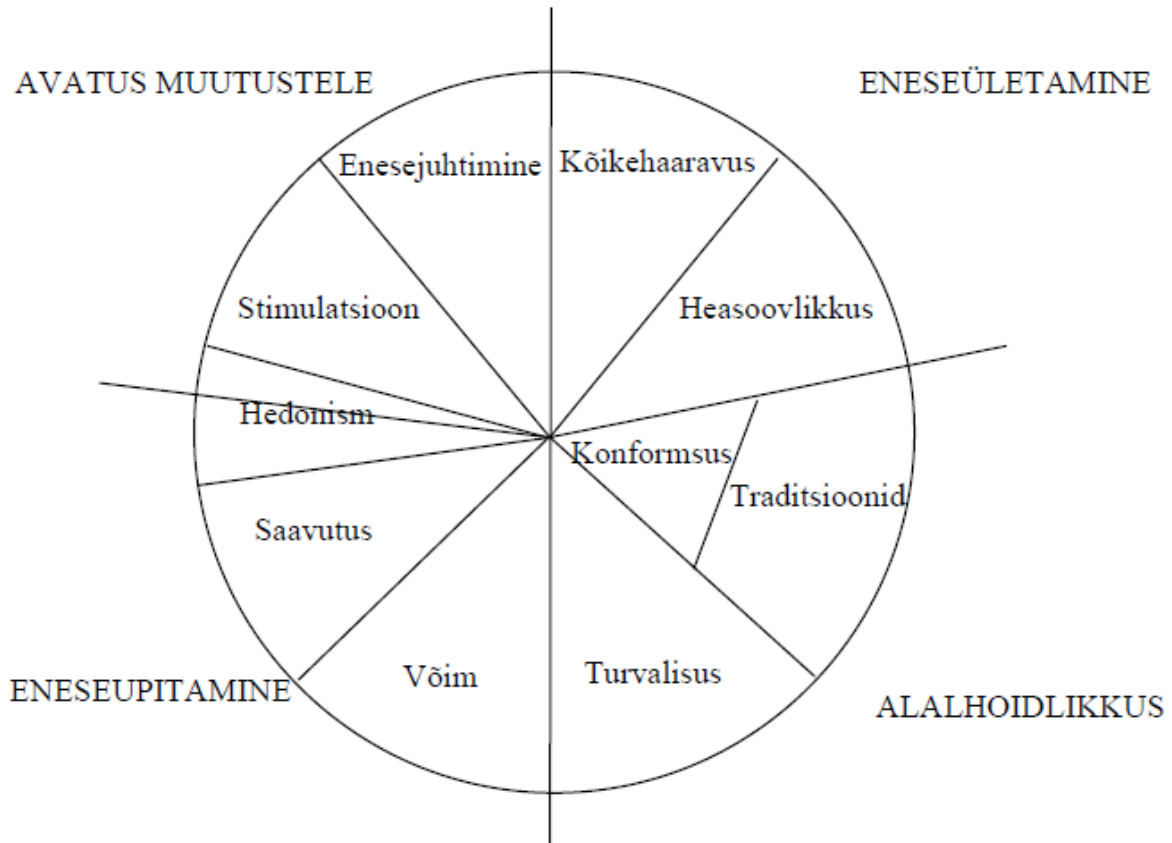 AVATUS MUUTUSTELE
ENESEÜLETAMINE
Enesejuhtimine
Kõikehaaravus
Stimulatsioon
Heasoovlikkus
Hedonism
Konformsus
Traditsioonid
Saavutus
Võim
Turvalisus
ENESEUPITAMINE
ALALHOIDLIKKUS